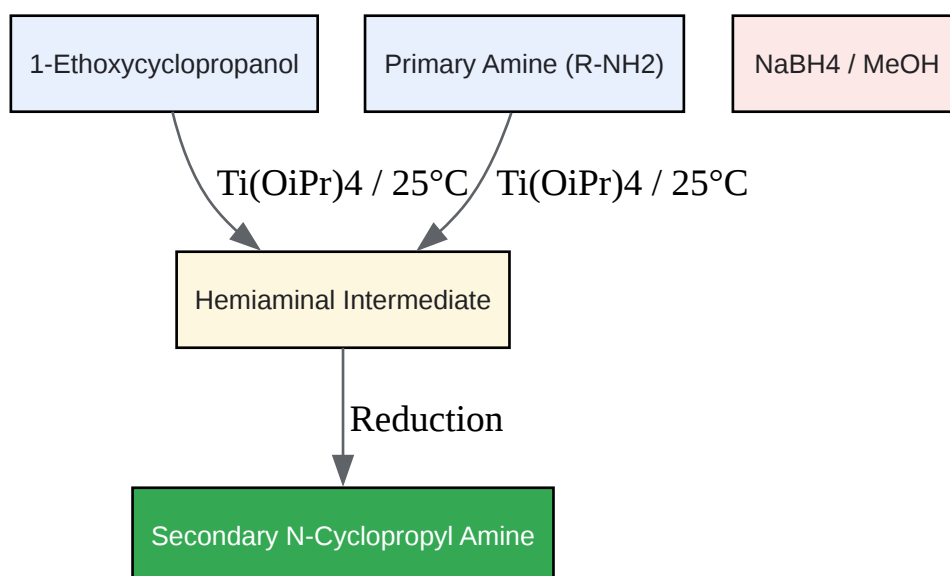 1-Ethoxycyclopropanol
Primary Amine (R-NH2)
NaBH4 / MeOH
Ti(OiPr)4 / 25°C
Ti(OiPr)4 / 25°C
Hemiaminal Intermediate
Reduction
Secondary N-Cyclopropyl Amine